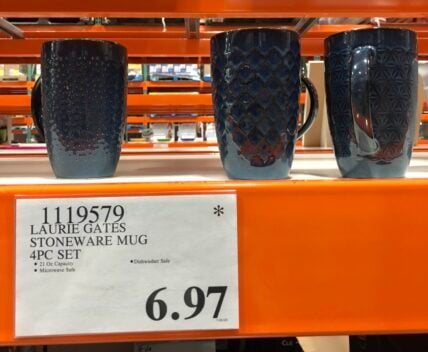 1119579 *
LAURIE GATES
STONEWARE MUG
4PC SET
• 21 Oz Capacity • Dishwasher Safe
• Microwave Safe
6.97